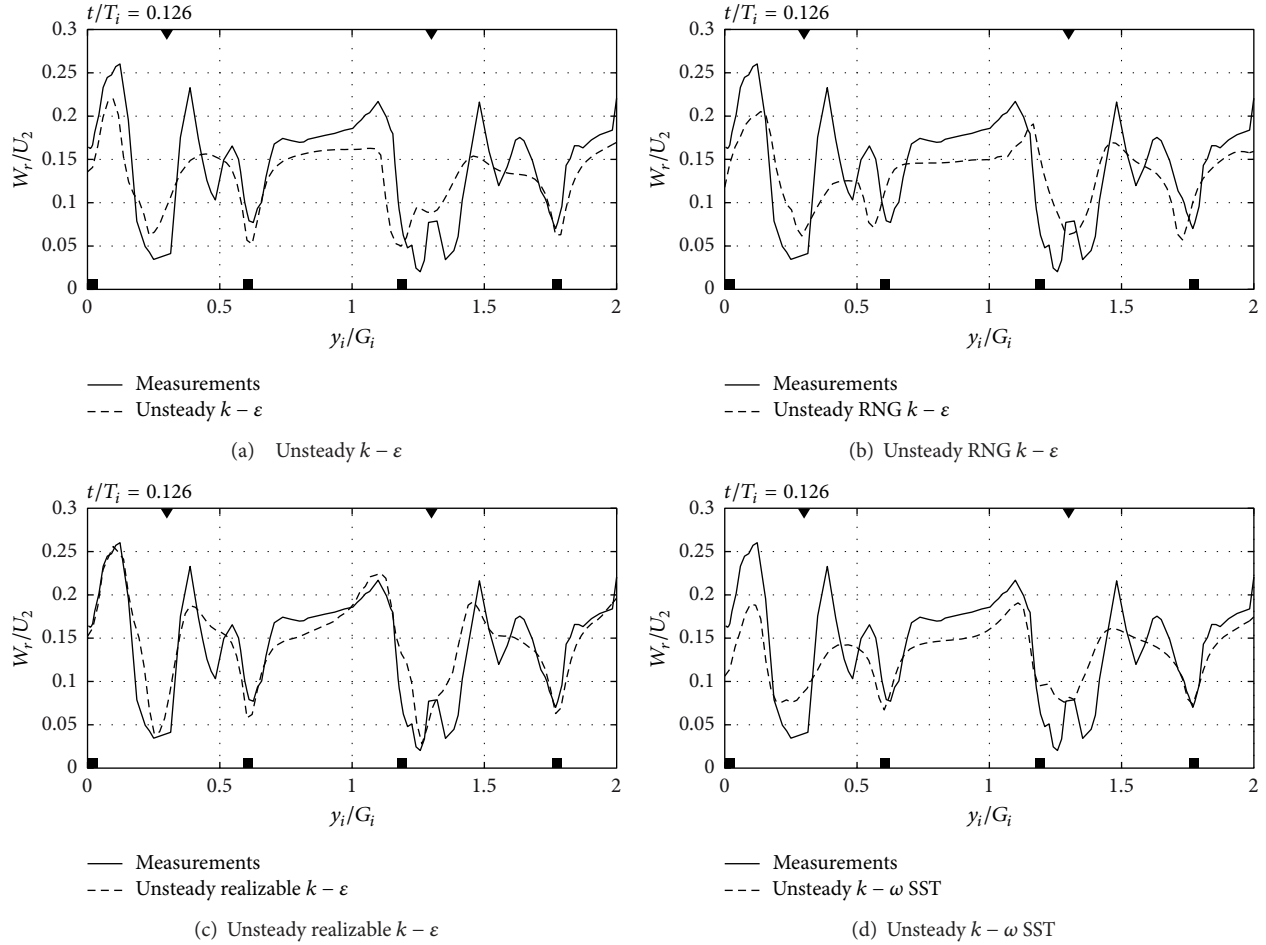 t/T_i = 0.126
0.3
0.25
0.2
0.15
0.1
0.05
0
W_r/U_2
0 0.5 1 1.5 2
y_i/G_i
Measurements
Unsteady k − ε
(a) Unsteady k − ε
t/T_i = 0.126
0.3
0.25
0.2
0.15
0.1
0.05
0
W_r/U_2
0 0.5 1 1.5 2
y_i/G_i
Measurements
Unsteady RNG k − ε
(b) Unsteady RNG k − ε
t/T_i = 0.126
0.3
0.25
0.2
0.15
0.1
0.05
0
W_r/U_2
0 0.5 1 1.5 2
y_i/G_i
Measurements
Unsteady realizable k − ε
(c) Unsteady realizable k − ε
t/T_i = 0.126
0.3
0.25
0.2
0.15
0.1
0.05
0
W_r/U_2
0 0.5 1 1.5 2
y_i/G_i
Measurements
Unsteady k − ω SST
(d) Unsteady k − ω SST